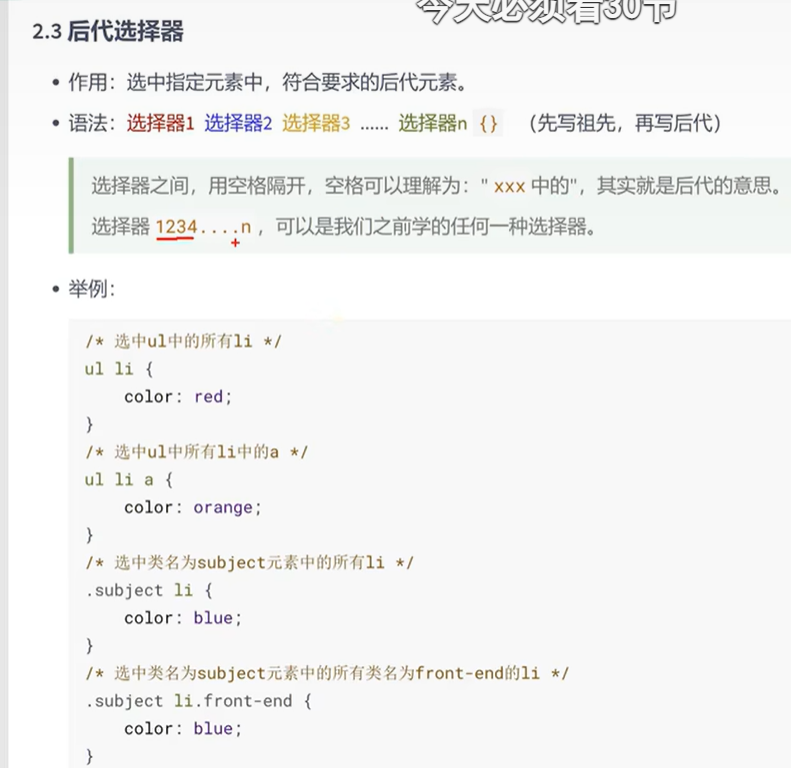 今天必须看30节
2.3 后代选择器
• 作用：选中指定元素中，符合要求的后代元素。
• 语法：选择器1 选择器2 选择器3 ...... 选择器n {} （先写祖先，再写后代）
选择器之间，用空格隔开，空格可以理解为：" xxx 中的"，其实就是后代的意思。
选择器 1234....n ，可以是我们之前学的任何一种选择器。
• 举例：
/* 选中ul中的所有li */
ul li {
    color: red;
}
/* 选中ul中所有li中的a */
ul li a {
    color: orange;
}
/* 选中类名为subject元素中的所有li */
.subject li {
    color: blue;
}
/* 选中类名为subject元素中的所有类名为front-end的li */
.subject li.front-end {
    color: blue;
}